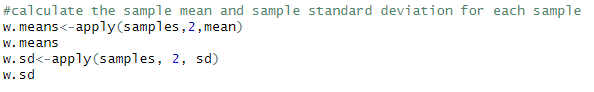 #calculate the sample mean and sample standard deviation for each sample
w.means<-apply(samples,2,mean)
w.means
w.sd<-apply(samples, 2, sd)
w.sd